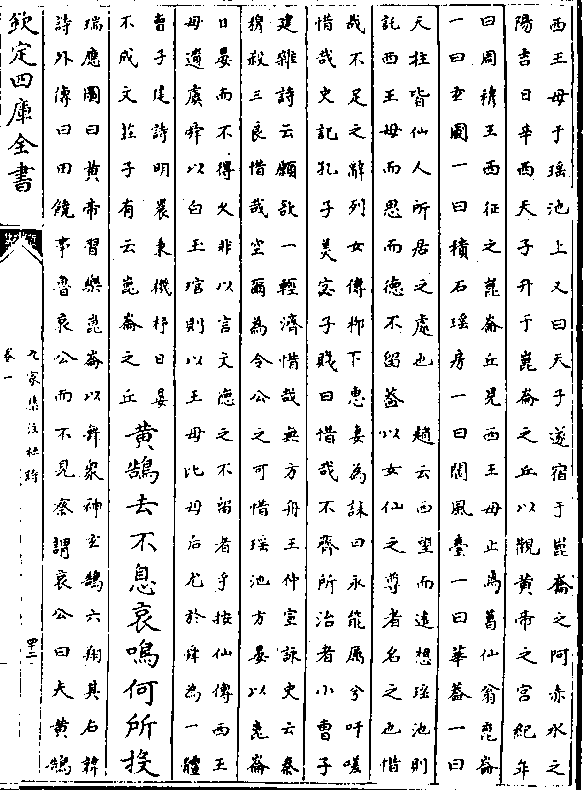 西王母于瑶池上又曰天子遂宿于崑崙之阿赤水之
陽吉日辛酉天子升于崑崙之丘以觀黄帝之宫紀年
曰周穆王西征之崑崙丘見西王母止焉葛仙翁崑崙
一曰玄圃一曰積石瑶房一曰閬風臺一曰華葢一曰
天柱皆仙人所居之處也 趙云西望而遠想瑶池則
託西王母而思而德不留葢以女仙之尊者名之也惜
哉不足之辭列女傳柳下惠妻為誄曰永能厲兮吁嗟
惜哉史記孔子美宓子賤曰惜哉不齊所治者小曹子
建雜詩云願欲一輕濟惜哉無方舟王仲宣詠史云秦
穆殺三良惜哉空爾為令公之可惜瑶池方晏以崑崙
日晏而不得久非以言文德之不留者乎按仙傳西王
母遺虞舜以白玉琯則以王母比母后尤於舜為一體
曹子建詩明晨秉機杼日晏
不成文莊子有云崑崙之丘
黄鵠去不息哀鳴何所投
瑞應圖曰黄帝習樂崑崙以舞衆神玄鵠六翔其右韓
詩外傳曰田饒事魯哀公而不見察謂哀公曰夫黄鵠
欽定四庫全書
九家集注杜詩
卷一
四二